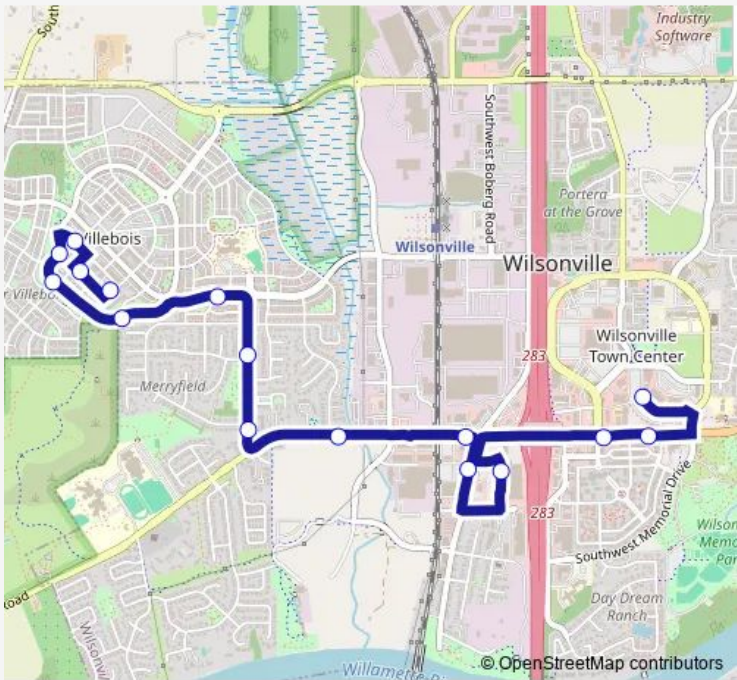 Industry
Software
South
Southwest Boberg Road
Portera
at the Grove
Villebois
Wilsonville
Wilsonville
Wilsonville
Town Center
283
Merryfield
283
Southwest Memorial Drive
Day Dream
Ranch
Road
Wilsonv
© OpenStreetMap contributors